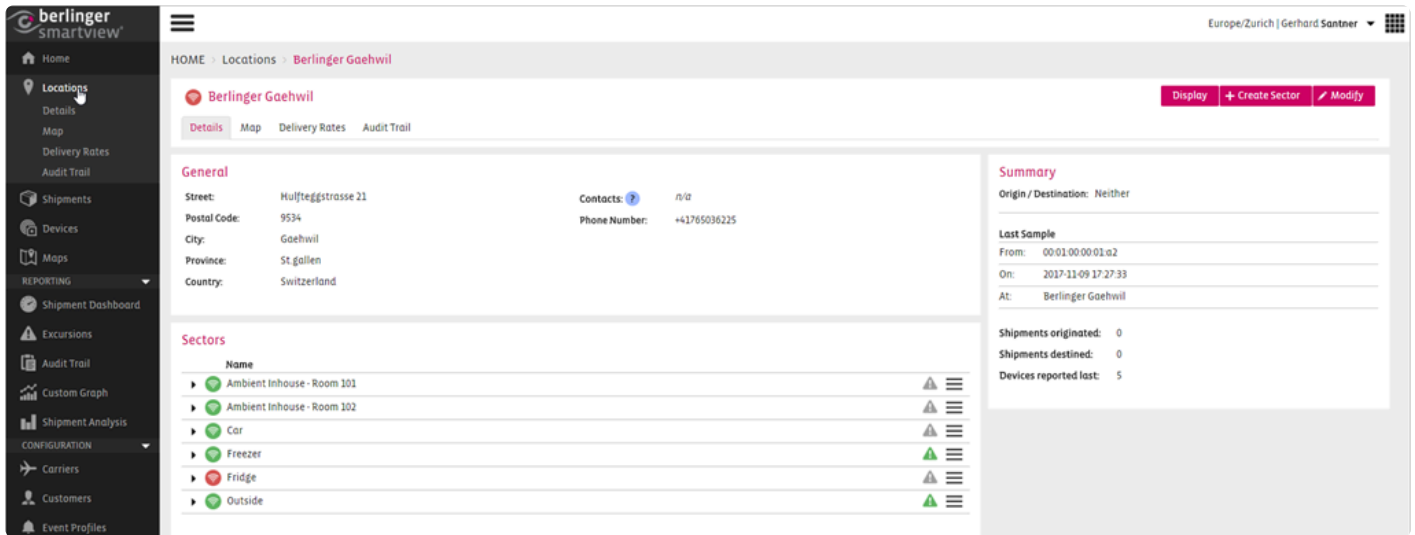 berlinger
smartview®
Europe/Zurich | Gerhard Santner
Home
Locations
Details
Map
Delivery Rates
Audit Trail
Shipments
Devices
Maps
REPORTING
Shipment Dashboard
Excursions
Audit Trail
Custom Graph
Shipment Analysis
CONFIGURATION
Carriers
Customers
Event Profiles
HOME > Locations > Berlinger Gaehwil
Berlinger Gaehwil
Display + Create Sector Modify
Details Map Delivery Rates Audit Trail
General
Street: Hulfteggstrasse 21
Postal Code: 9534
City: Gaehwil
Province: St.gallen
Country: Switzerland
Contacts: ? n/a
Phone Number: +41765036225
Sectors
Name
Ambient Inhouse - Room 101
Ambient Inhouse - Room 102
Car
Freezer
Fridge
Outside
Summary
Origin / Destination: Neither
Last Sample
From: 00:01:00:00:01:a2
On: 2017-11-09 17:27:33
At: Berlinger Gaehwil
Shipments originated: 0
Shipments destined: 0
Devices reported last: 5